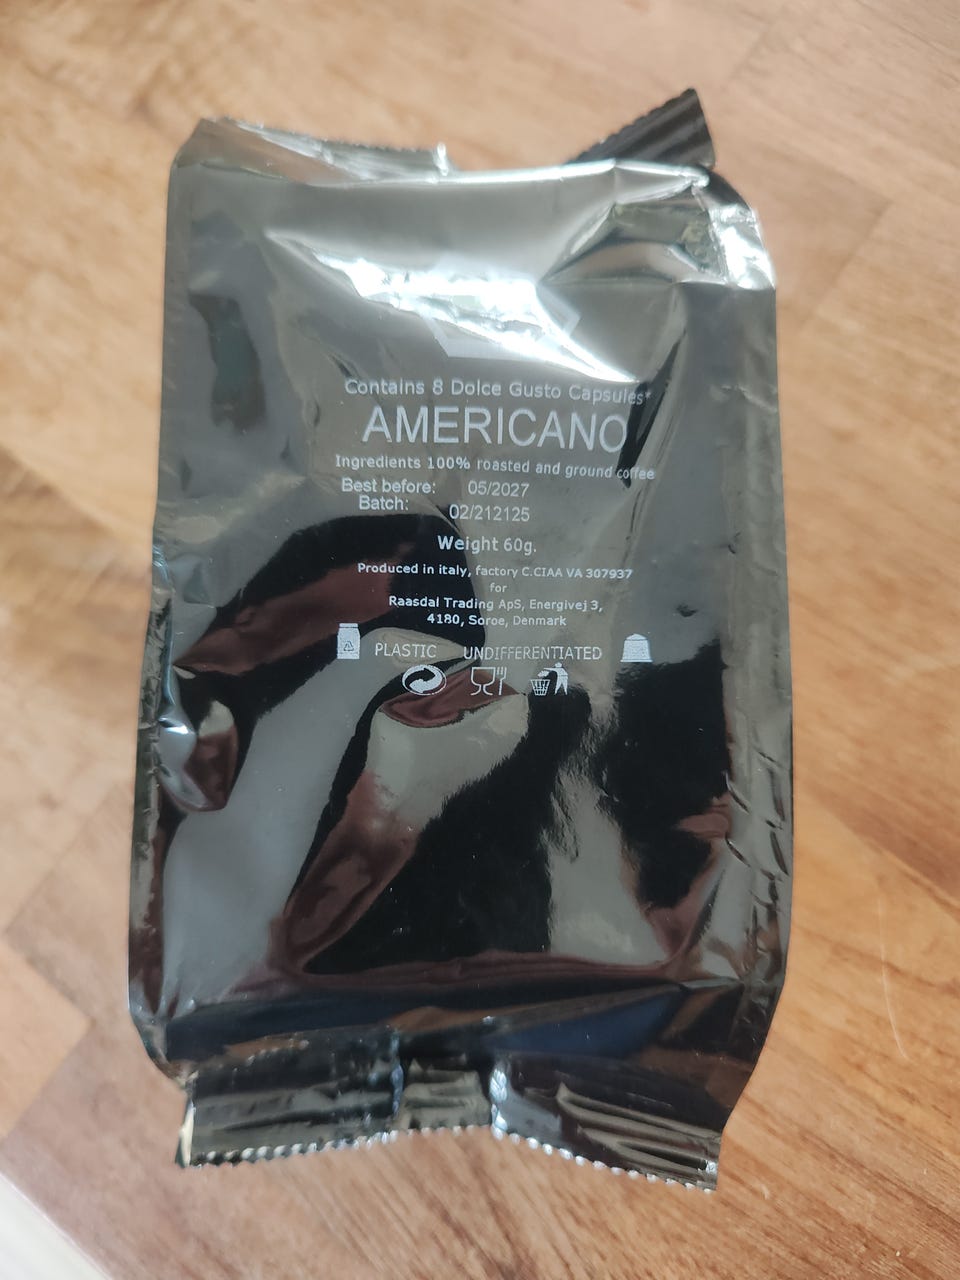 Contains 8 Dolce Gusto Capsules*
AMERICANO
Ingredients 100% roasted and ground coffee
Best before: 05/2027
Batch: 02/212125
Weight 60g.
Produced in italy, factory C.CIAA VA 307937
for
Raasdal Trading ApS, Energivej 3,
4180, Soroe, Denmark
PLASTIC UNDIFFERENTIATED